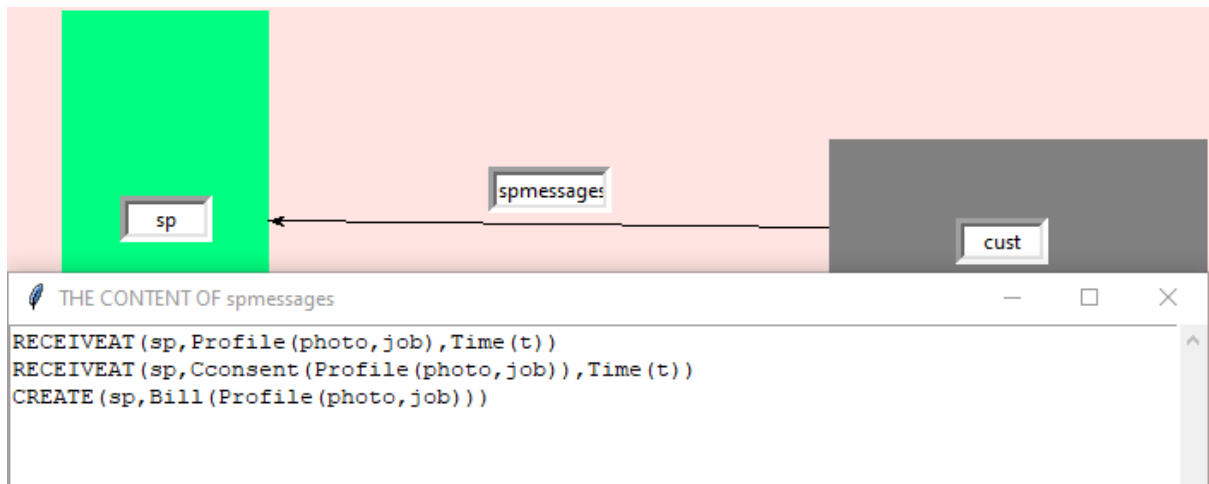 spmessages
sp
cust
THE CONTENT OF spmessages
RECEIVEAT(sp,Profile(photo,job),Time(t))
RECEIVEAT(sp,Cconsent(Profile(photo,job)),Time(t))
CREATE(sp,Bill(Profile(photo,job)))